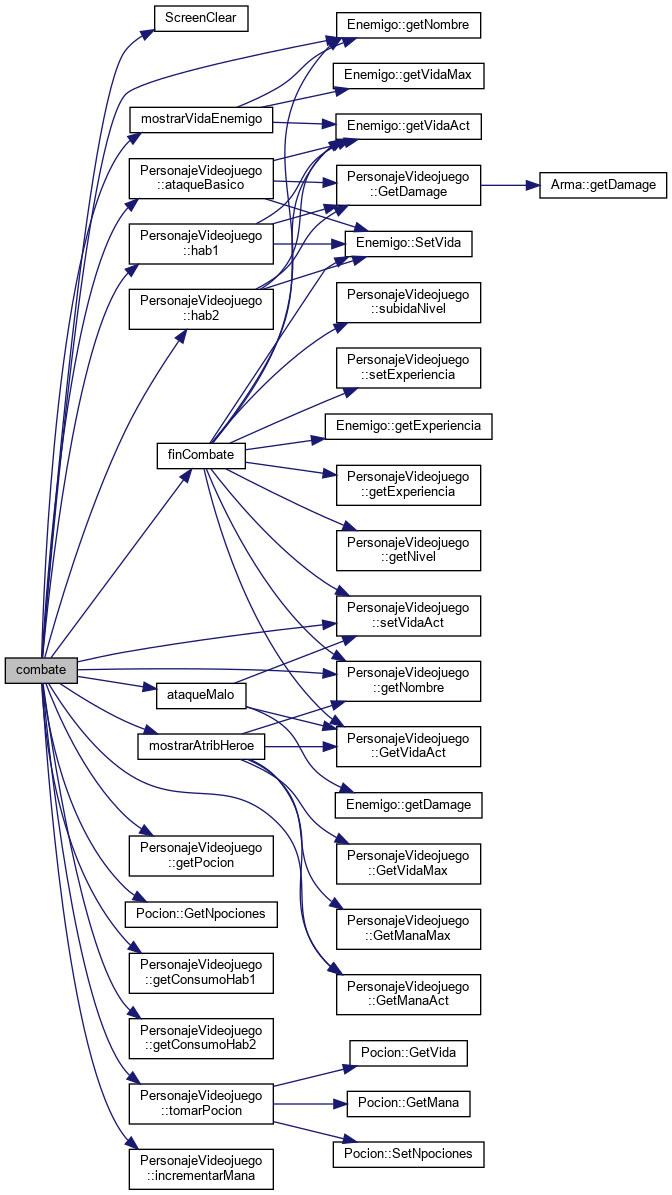 combate
ScreenClear
mostrarVidaEnemigo
PersonajeVideojuego
::ataqueBasico
PersonajeVideojuego
::hab1
PersonajeVideojuego
::hab2
finCombate
ataqueMalo
mostrarAtribHeroe
PersonajeVideojuego
::getPocion
Pocion::GetNpociones
PersonajeVideojuego
::getConsumoHab1
PersonajeVideojuego
::getConsumoHab2
PersonajeVideojuego
::tomarPocion
PersonajeVideojuego
::incrementarMana
Enemigo::getNombre
Enemigo::getVidaMax
Enemigo::getVidaAct
PersonajeVideojuego
::GetDamage
Enemigo::SetVida
PersonajeVideojuego
::subidaNivel
PersonajeVideojuego
::setExperiencia
Enemigo::getExperiencia
PersonajeVideojuego
::getExperiencia
PersonajeVideojuego
::getNivel
PersonajeVideojuego
::setVidaAct
PersonajeVideojuego
::getNombre
PersonajeVideojuego
::GetVidaAct
Enemigo::getDamage
PersonajeVideojuego
::GetVidaMax
PersonajeVideojuego
::GetManaMax
PersonajeVideojuego
::GetManaAct
Pocion::GetVida
Pocion::GetMana
Pocion::SetNpociones
Arma::getDamage